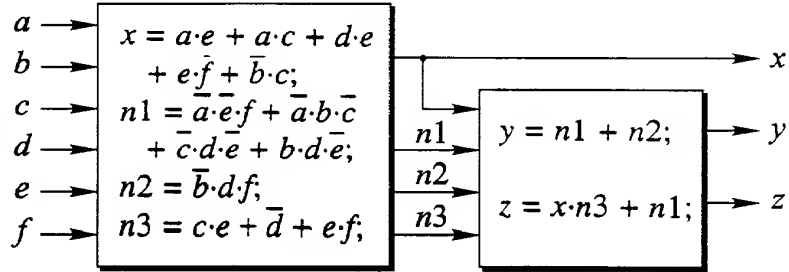 a
b
c
d
e
f
x = a·e + a·c + d·e
+ e·f + b̅·c;
n1 = a̅·e̅·f + a̅·b·c̅
+ c̅·d·e̅ + b·d·e̅;
n2 = b̅·d·f;
n3 = c·e + d̅ + e·f;
n1
n2
n3
y = n1 + n2;
z = x·n3 + n1;
x
y
z